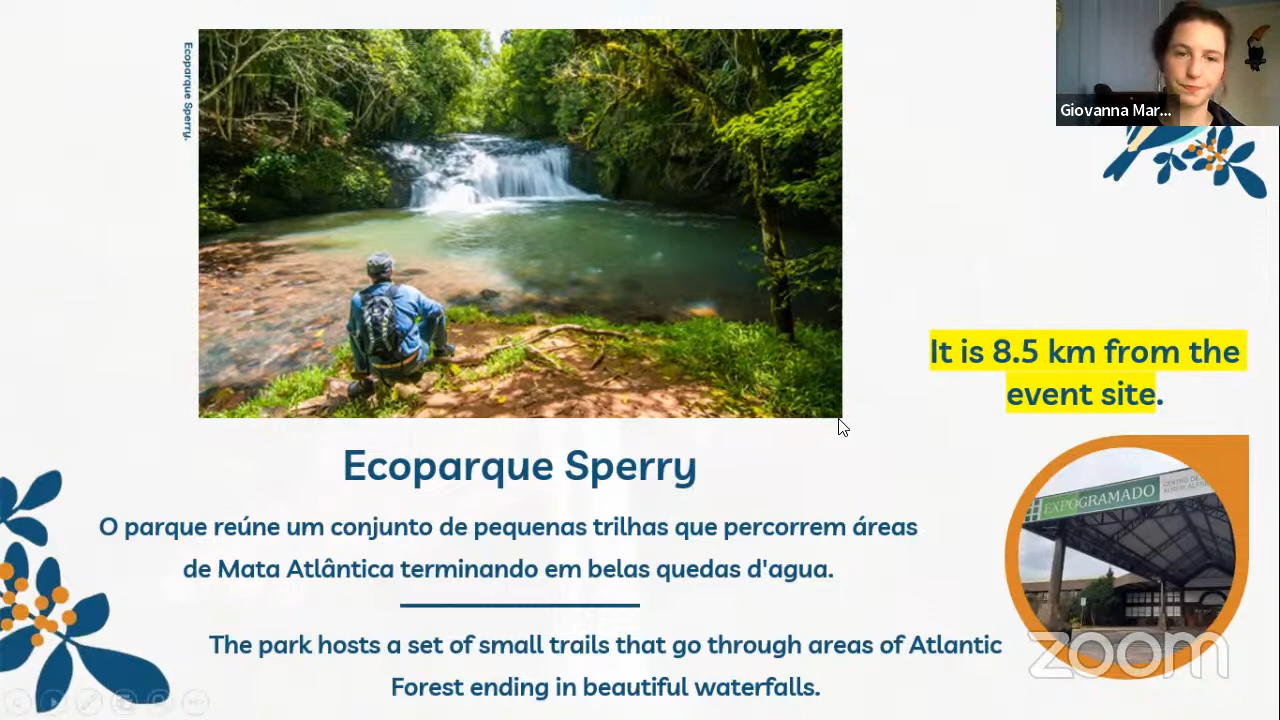 Ecoparque Sperry.
Giovanna Mar...
It is 8.5 km from the
event site.
EXPOGRAMADO
Ecoparque Sperry
O parque reúne um conjunto de pequenas trilhas que percorrem áreas
de Mata Atlântica terminando em belas quedas d'agua.
The park hosts a set of small trails that go through areas of Atlantic
Forest ending in beautiful waterfalls.
zoom